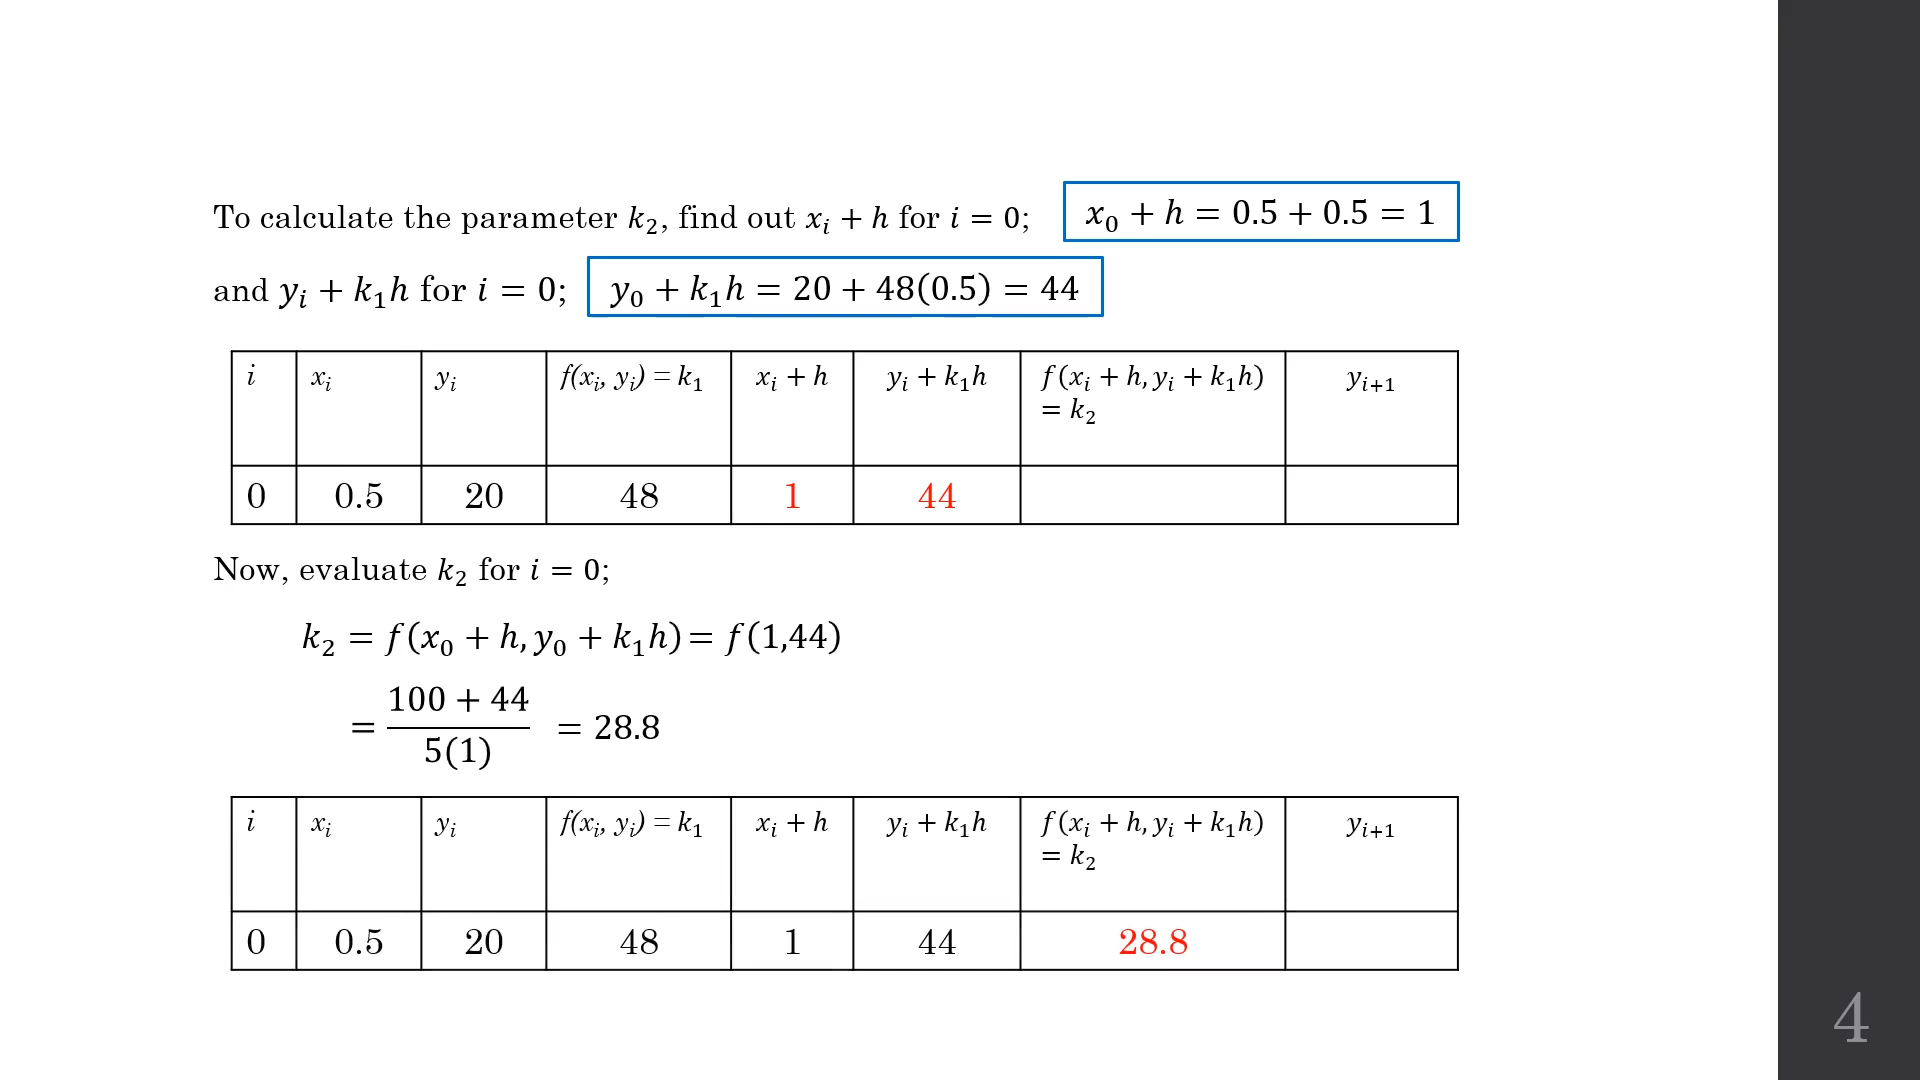 To calculate the parameter k₂, find out xᵢ + h for i = 0; x₀ + h = 0.5 + 0.5 = 1
and yᵢ + k₁h for i = 0; y₀ + k₁h = 20 + 48(0.5) = 44
i xᵢ yᵢ f(xᵢ, yᵢ) = k₁ xᵢ + h yᵢ + k₁h f(xᵢ + h, yᵢ + k₁h) yᵢ₊₁
= k₂
0 0.5 20 48 1 44
Now, evaluate k₂ for i = 0;
k₂ = f(x₀ + h, y₀ + k₁h) = f(1,44)
= (100 + 44)/5(1) = 28.8
i xᵢ yᵢ f(xᵢ, yᵢ) = k₁ xᵢ + h yᵢ + k₁h f(xᵢ + h, yᵢ + k₁h) yᵢ₊₁
= k₂
0 0.5 20 48 1 44 28.8
4